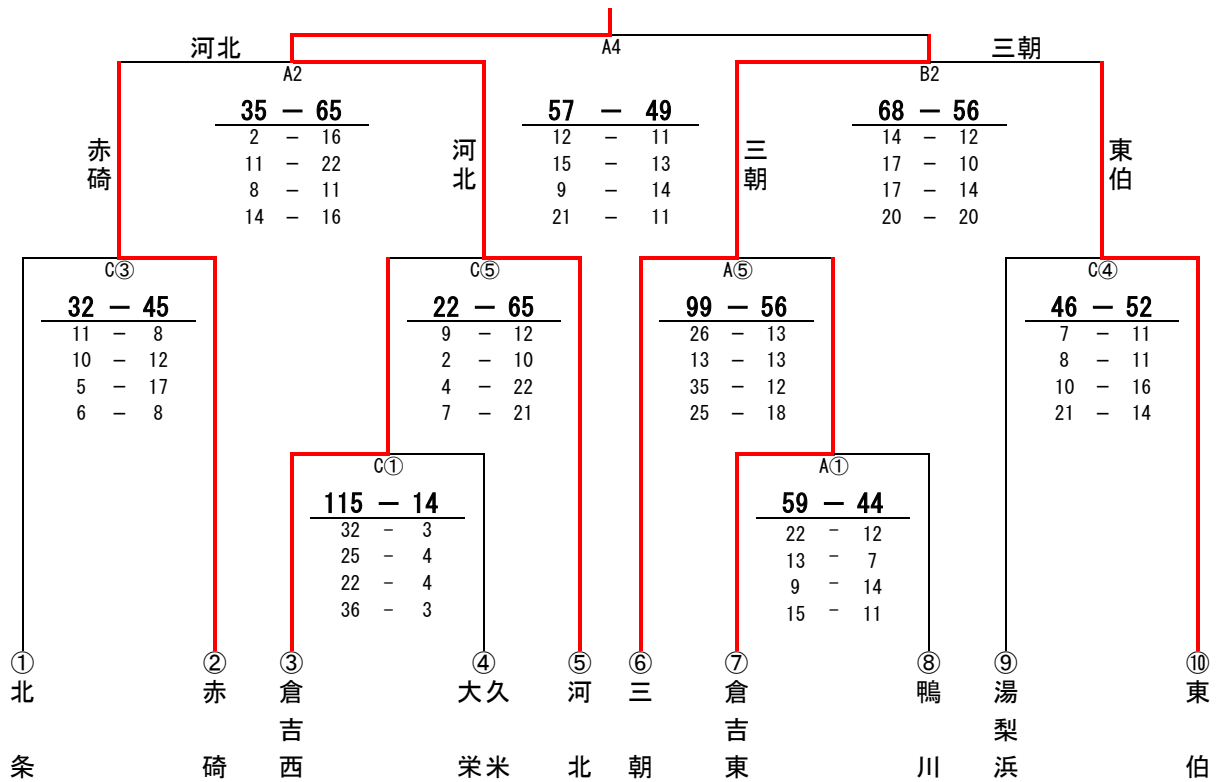 河北
A4
三朝
A2
B2
35 － 65
2 － 16
11 － 22
8 － 11
14 － 16
57 － 49
12 － 11
15 － 13
9 － 14
21 － 11
68 － 56
14 － 12
17 － 10
17 － 14
20 － 20
赤碕
河北
三朝
東伯
C③
32 － 45
11 － 8
10 － 12
5 － 17
6 － 8
C⑤
22 － 65
9 － 12
2 － 10
4 － 22
7 － 21
A⑤
99 － 56
26 － 13
13 － 13
35 － 12
25 － 18
C④
46 － 52
7 － 11
8 － 11
10 － 16
21 － 14
C①
115 － 14
32 － 3
25 － 4
22 － 4
36 － 3
A①
59 － 44
22 － 12
13 － 7
9 － 14
15 － 11
① 北条
② 赤碕
③ 倉吉西
④ 大栄 久米
⑤ 河北
⑥ 三朝
⑦ 倉吉東
⑧ 鴨川
⑨ 湯梨浜
⑩ 東伯